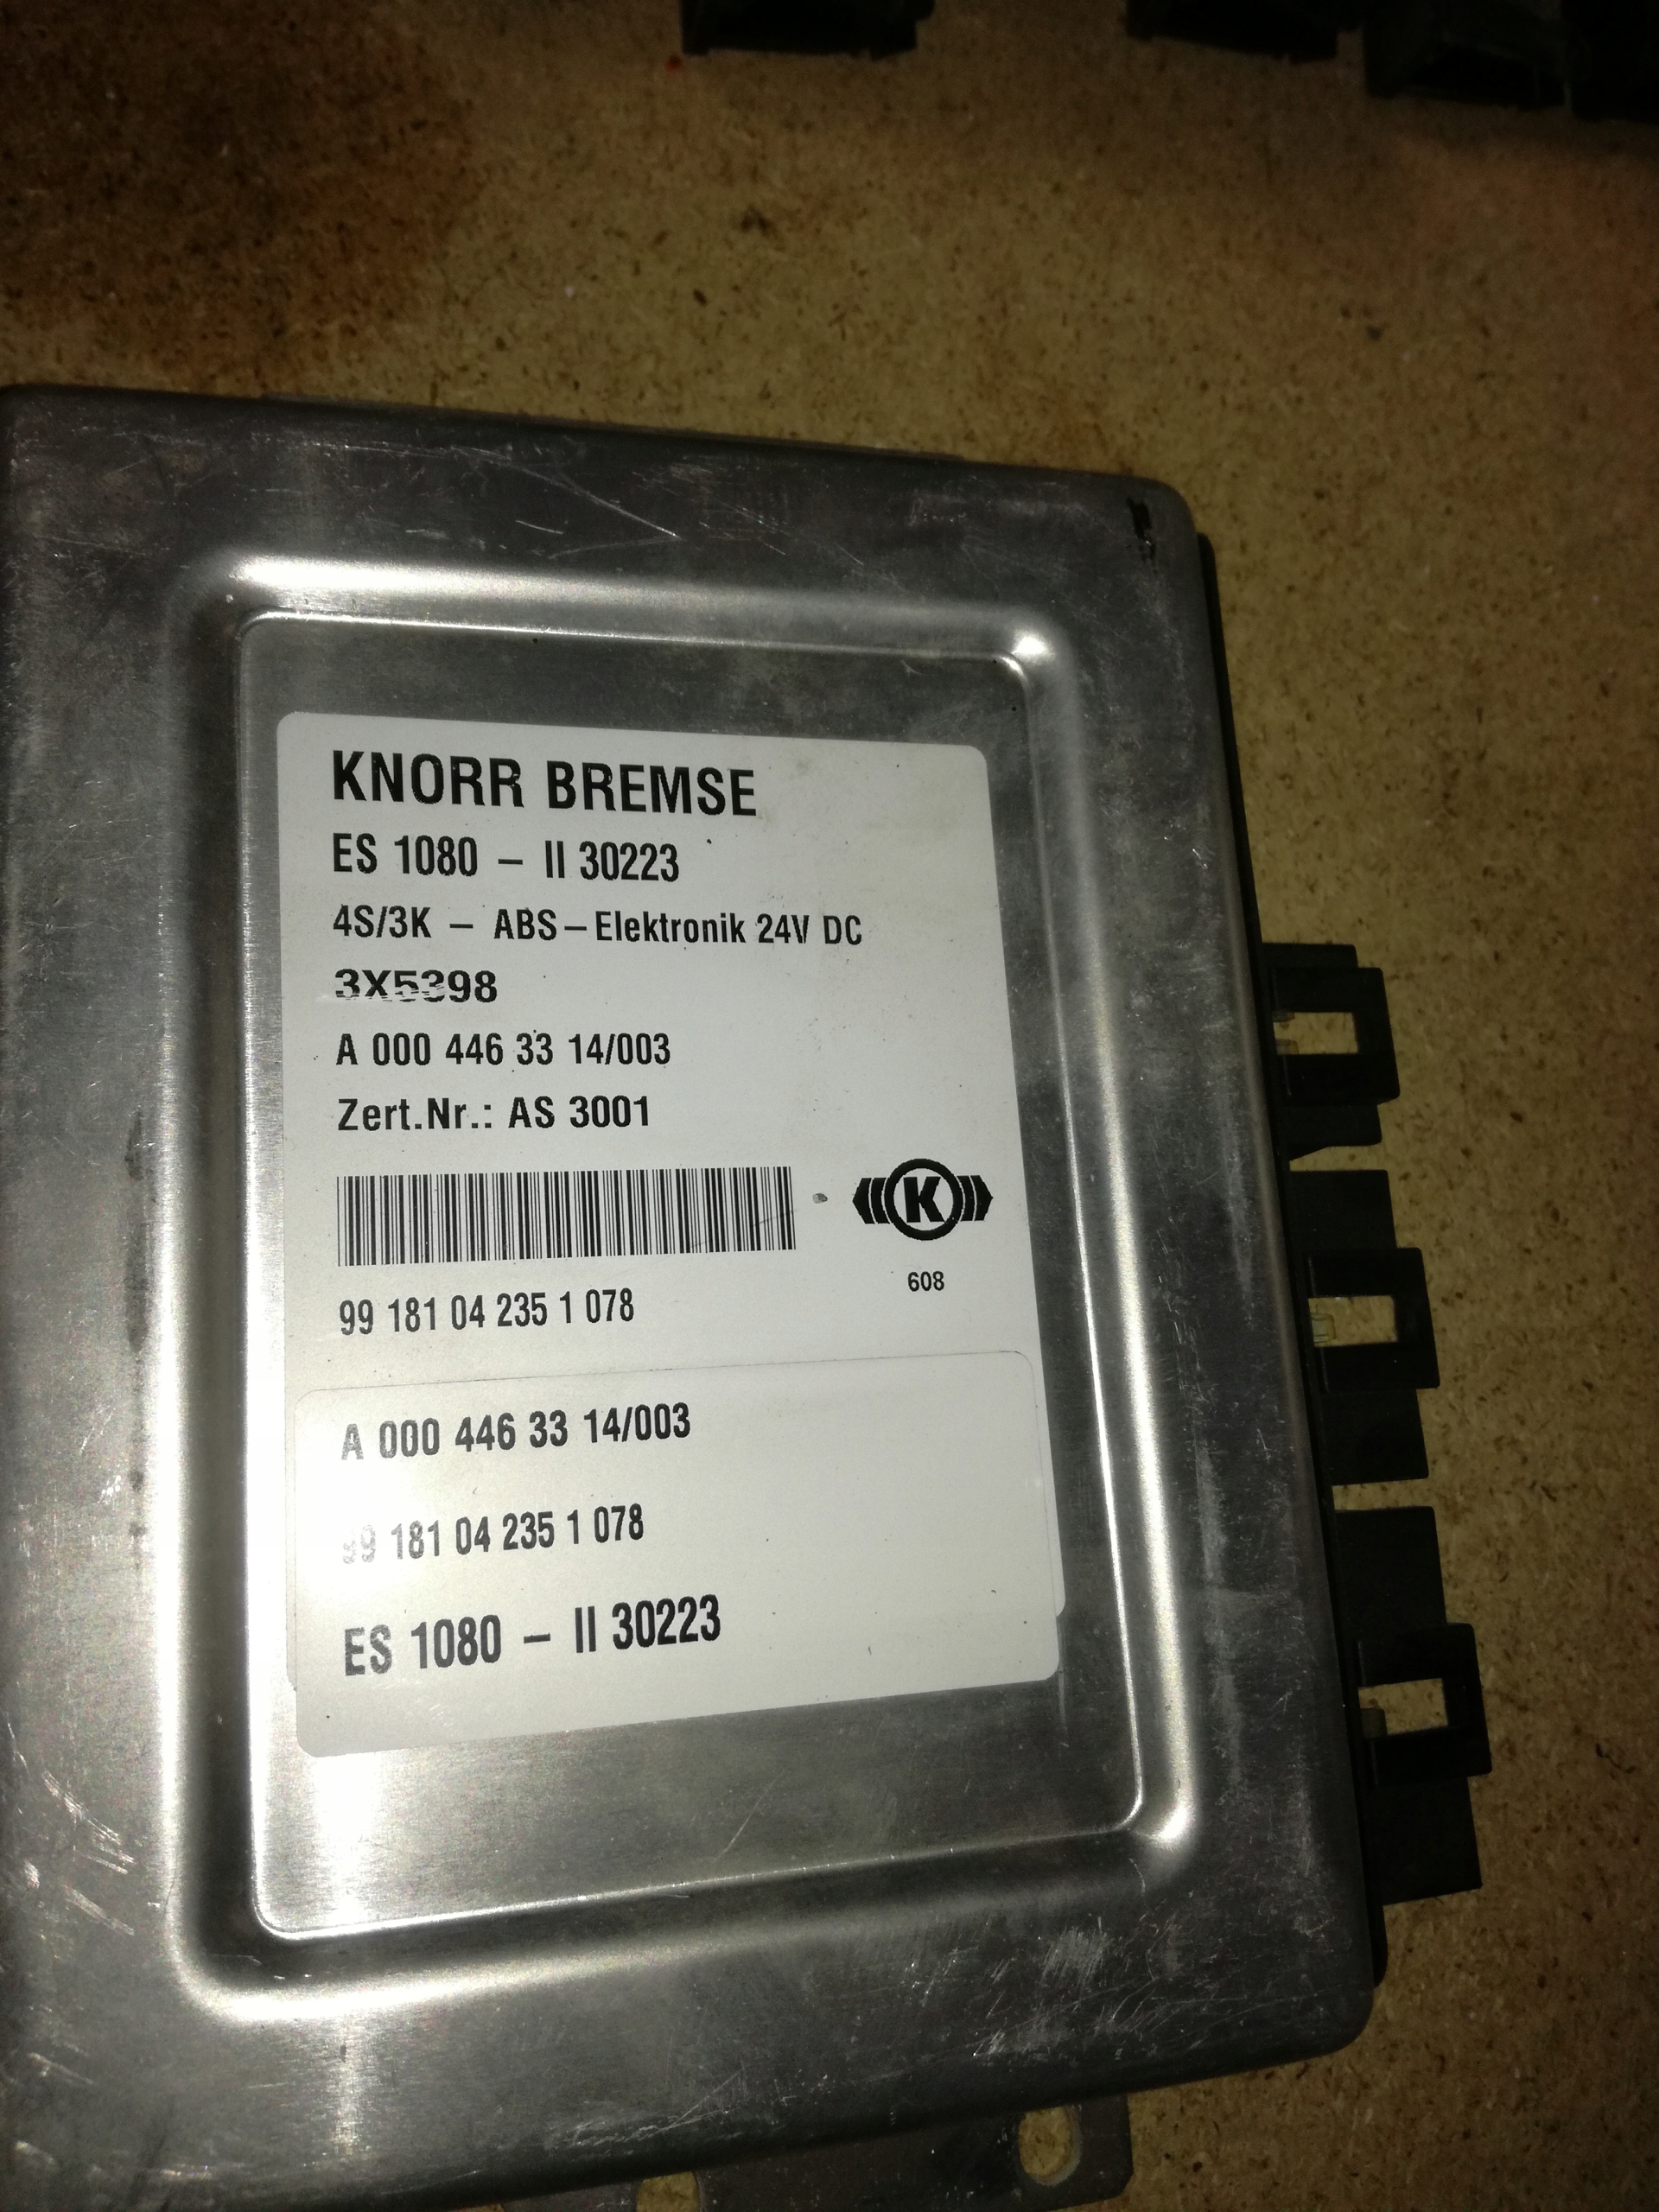 KNORR BREMSE
ES 1080 – II 30223
4S/3K – ABS–Elektronik 24V DC
3X5398
A 000 446 33 14/003
Zert.Nr.: AS 3001
K
608
99 181 04 235 1 078
A 000 446 33 14/003
99 181 04 235 1 078
ES 1080 – II 30223